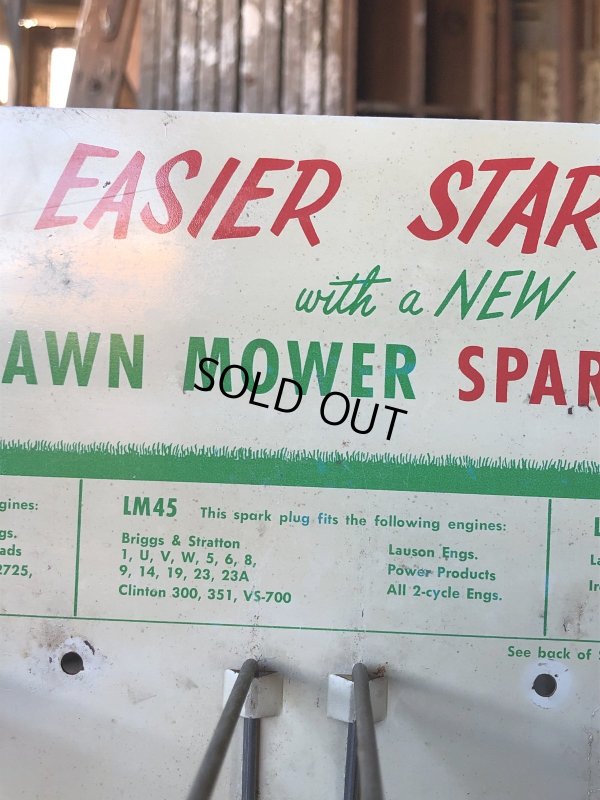 EASIER STAR
with a NEW
AWN MOWER SPAR
SOLD OUT
gines:
gs.
ads
2725,
LM45 This spark plug fits the following engines:
Briggs & Stratton
1, U, V, W, 5, 6, 8,
9, 14, 19, 23, 23A
Clinton 300, 351, VS-700
Lauson Engs.
Power Products
All 2-cycle Engs.
L
La
Ir
See back of